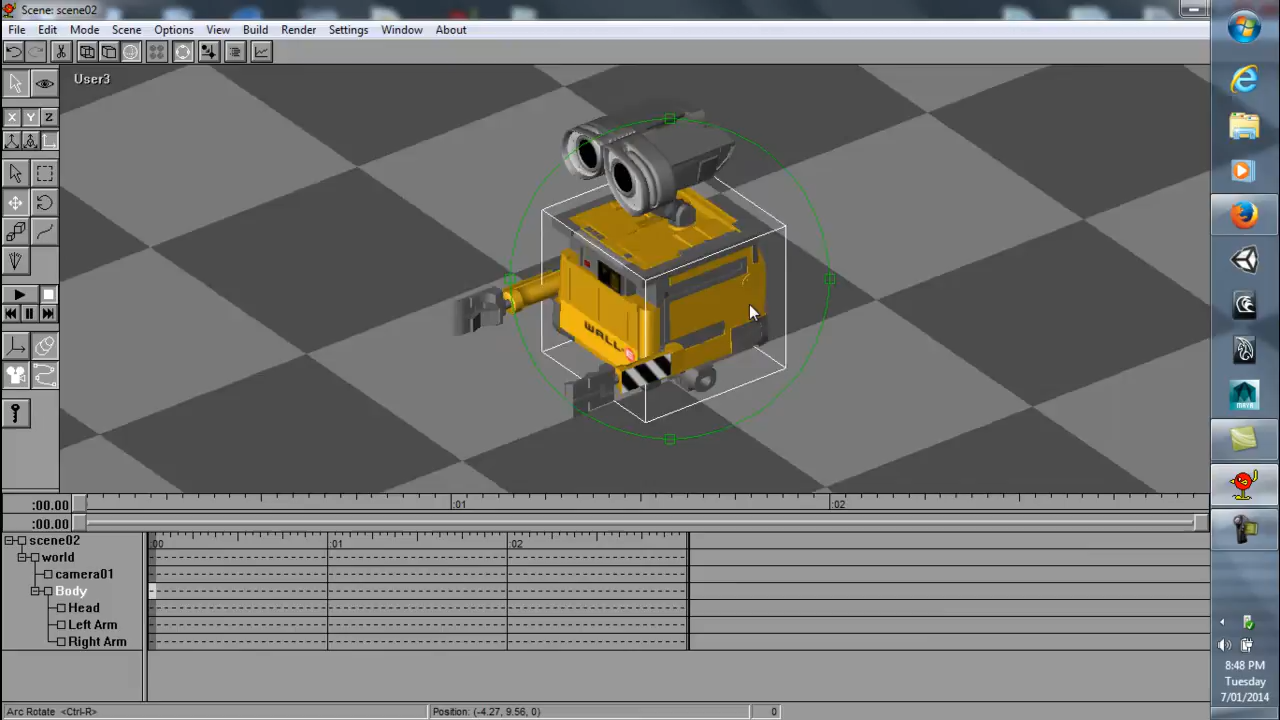 Scene: scene02
File Edit Mode Scene Options View Build Render Settings Window About
User3
X Y Z
WALL
:00.00 :01 :02
:00.00
scene02 :00 :01 :02
world
camera01
Body
Head
Left Arm
Right Arm
Arc Rotate <Ctrl-R> Position: (-4.27, 9.56, 0) 0
MAYA
8:48 PM
Tuesday
7/01/2014